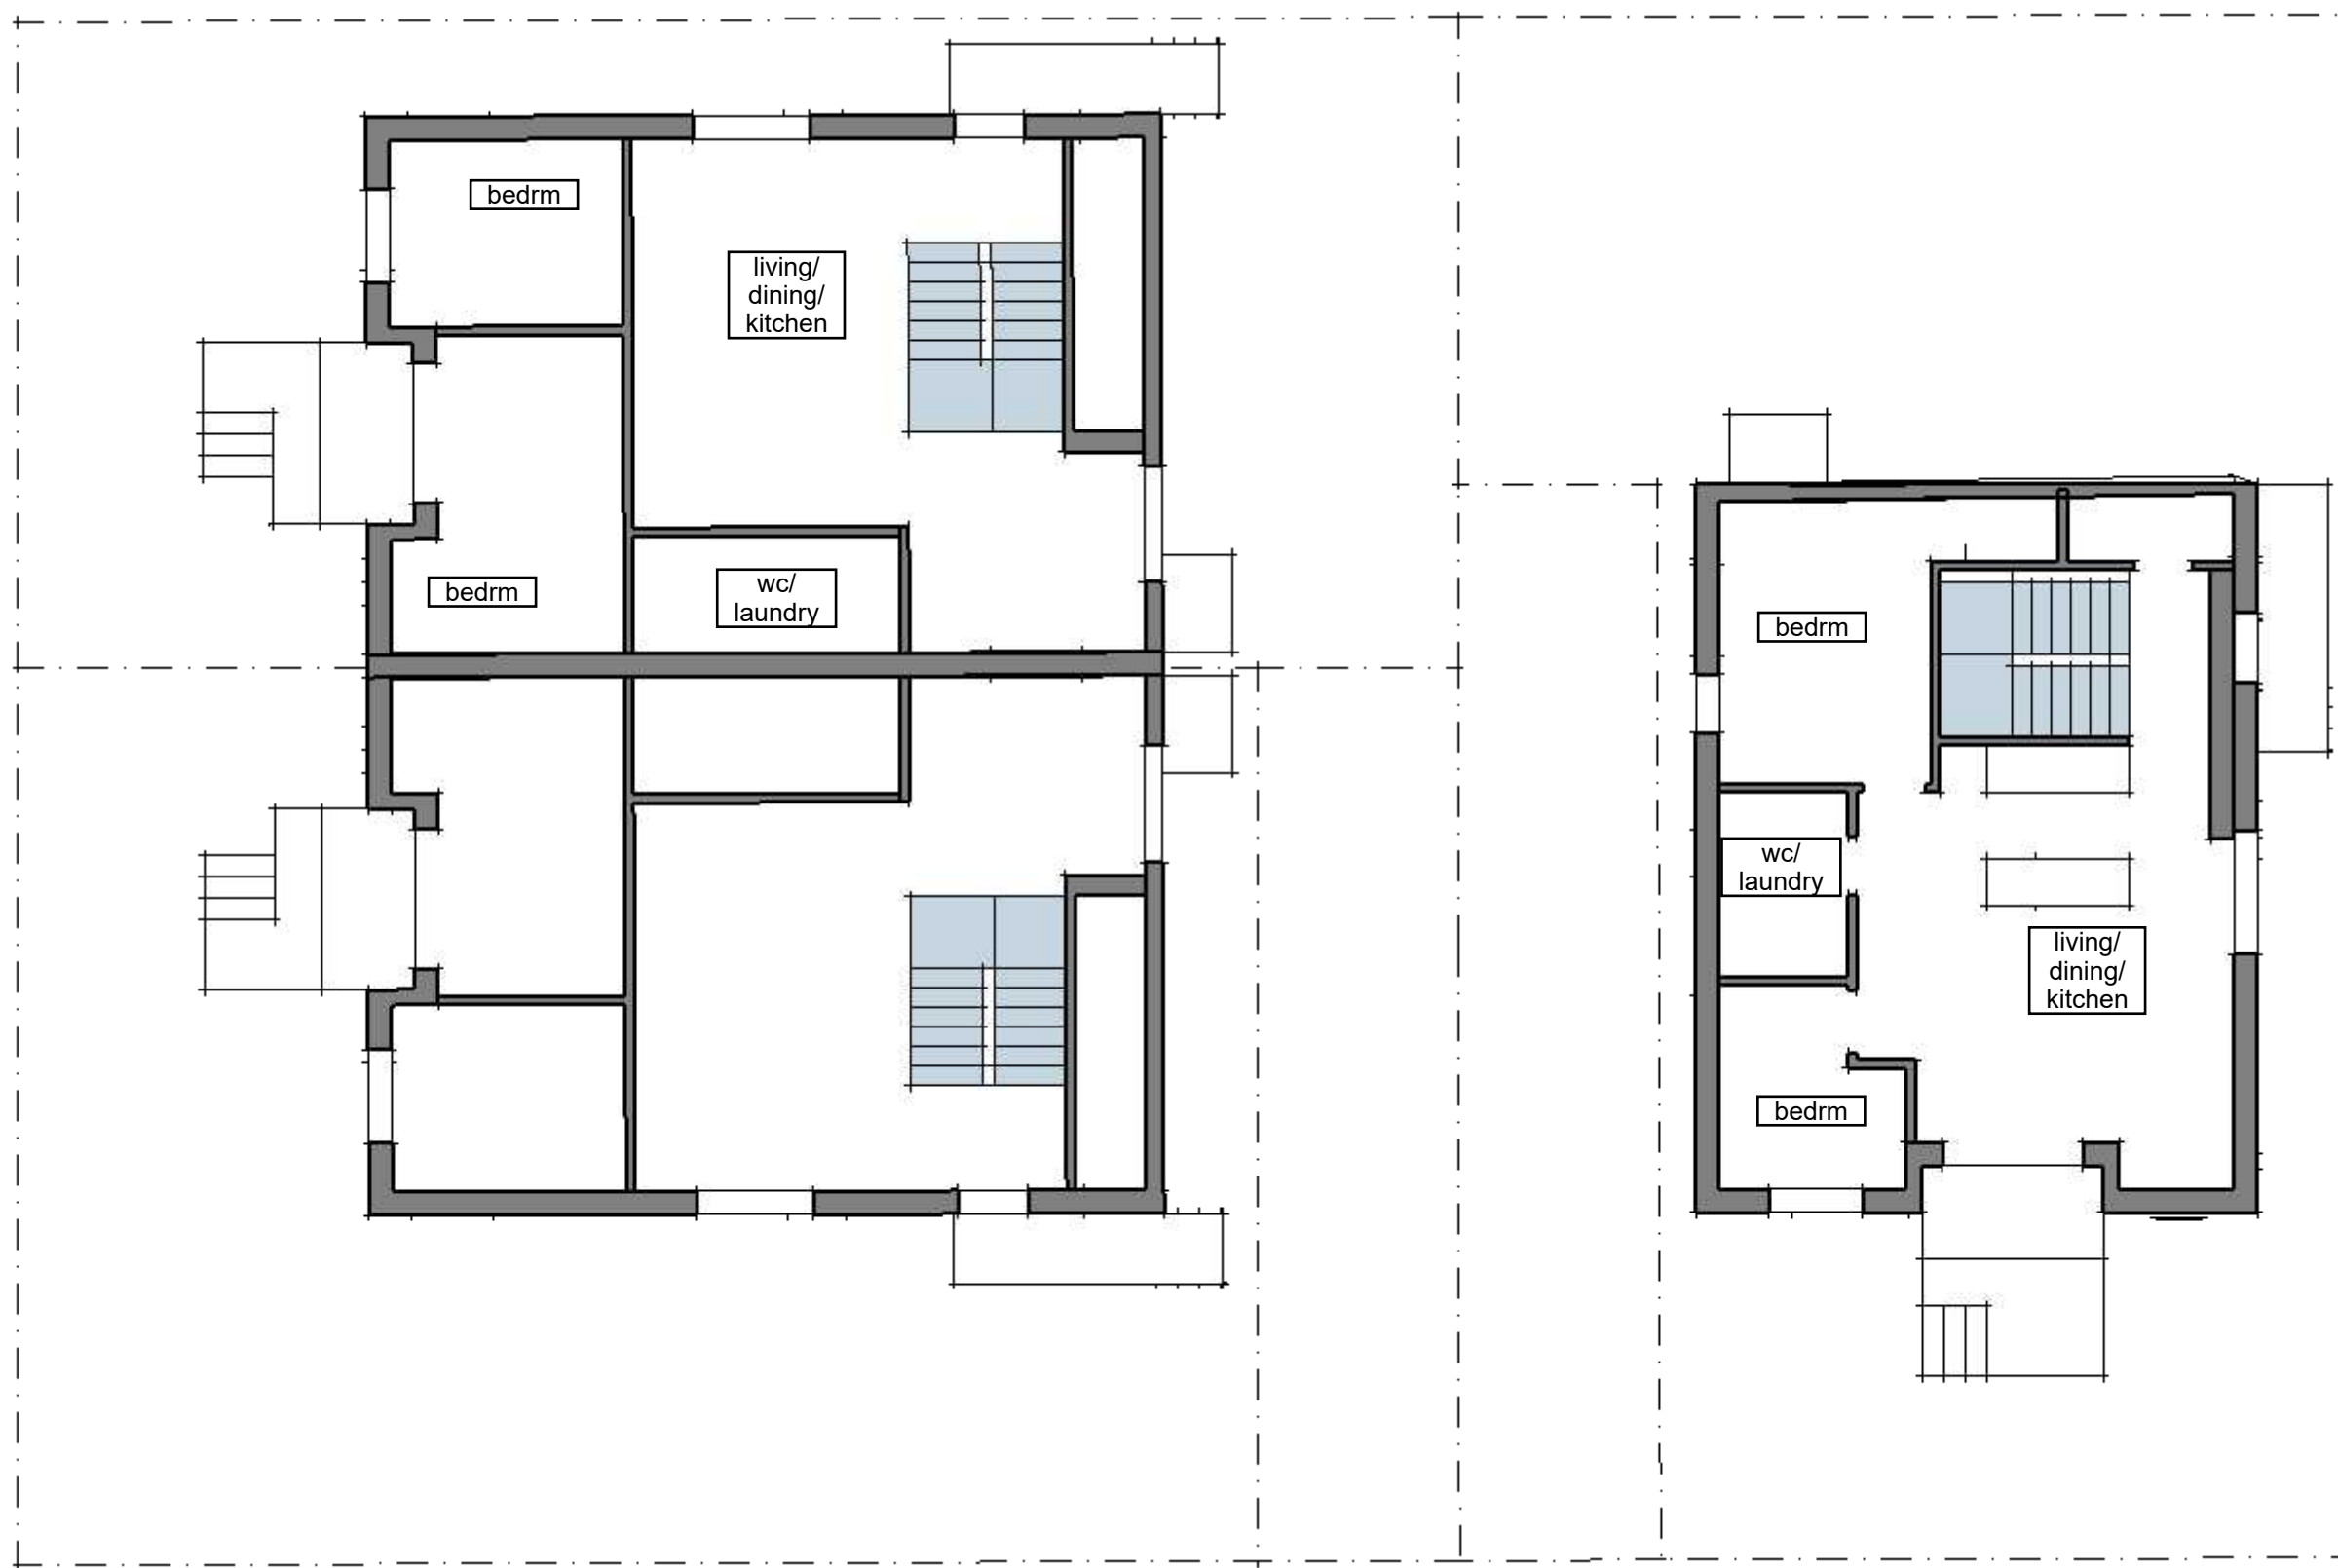 bedrm
living/
dining/
kitchen
bedrm
wc/
laundry
bedrm
wc/
laundry
living/
dining/
kitchen
bedrm